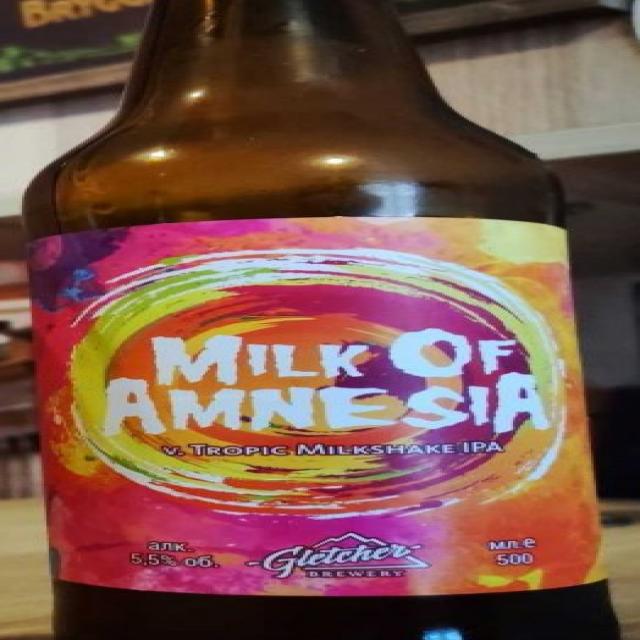 MILK OF
AMNESIA
V. TROPIC MILKSHAKE IPA
алк.
5,5% об.
Gletcher
BREWERY
мл.e
500